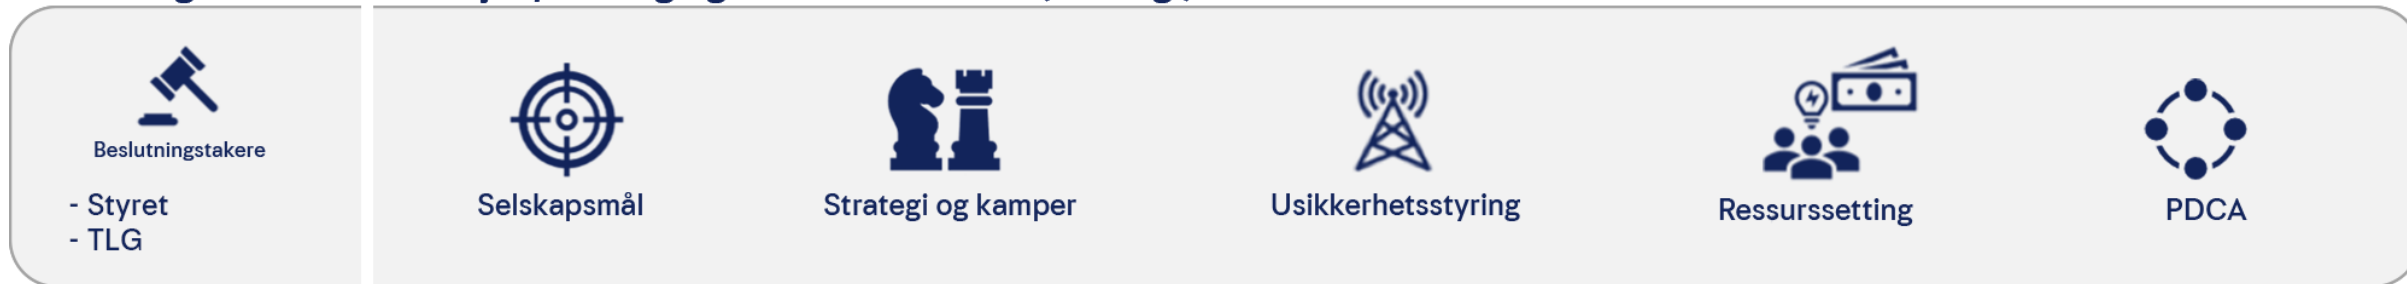 Beslutningstakere
- Styret
- TLG
Selskapsmål
Strategi og kamper
Usikkerhetsstyring
Ressurssetting
PDCA